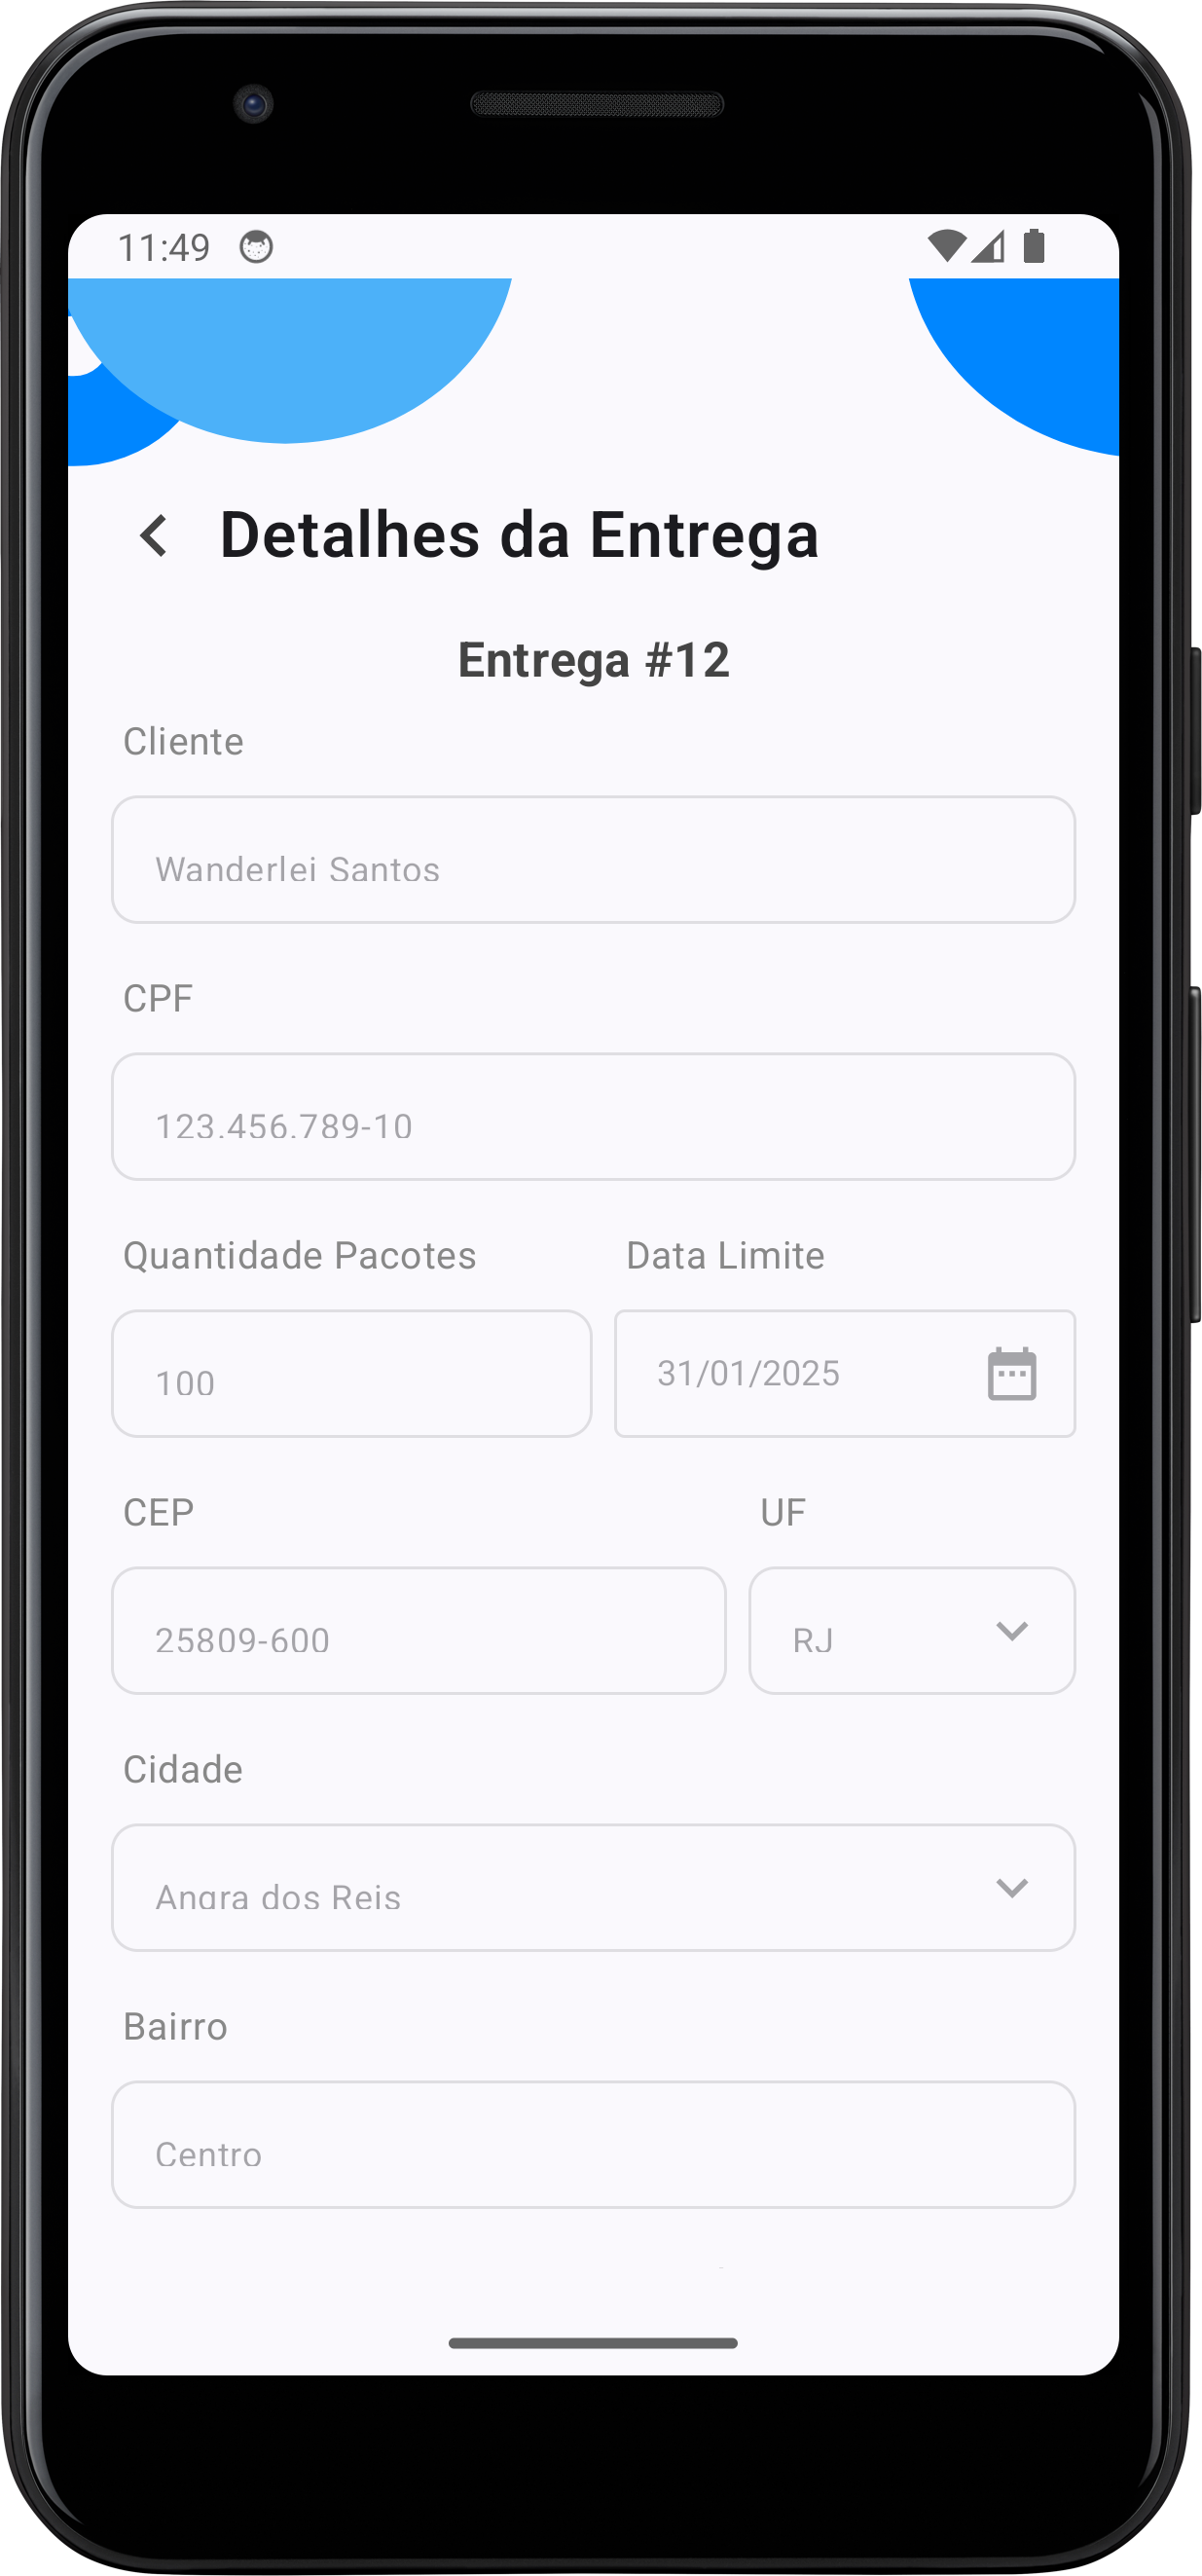 11:49
Detalhes da Entrega
Entrega #12
Cliente
Wanderlei Santos
CPF
123.456.789-10
Quantidade Pacotes Data Limite
100 31/01/2025
CEP UF
25809-600 RJ
Cidade
Angra dos Reis
Bairro
Centro